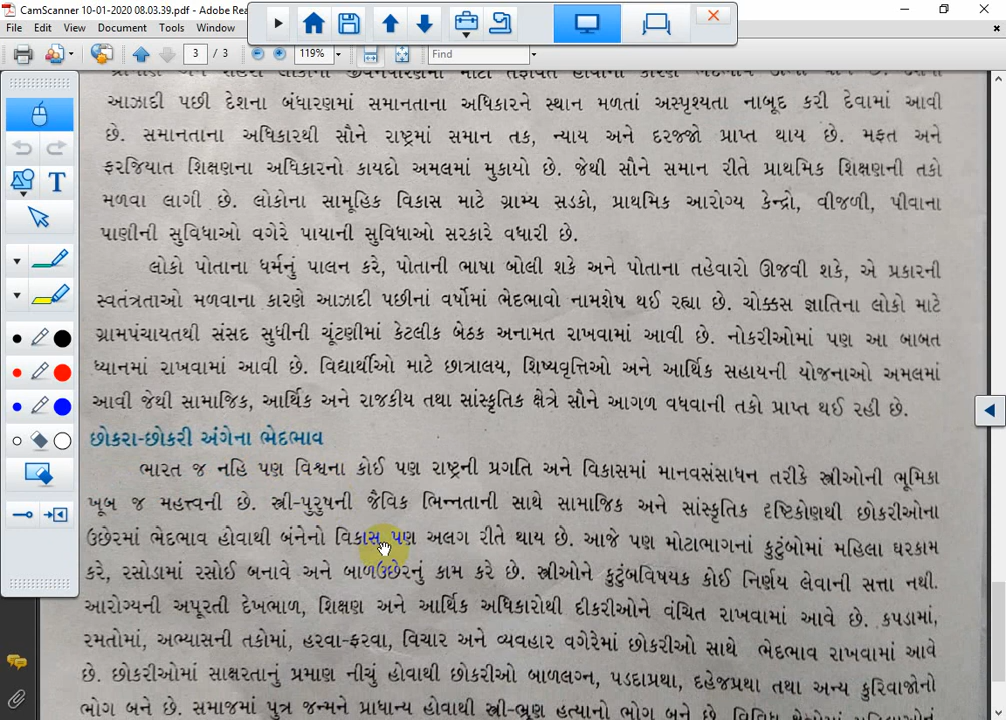 CamScanner 10-01-2020 08.03.39.pdf - Adobe Rea
File Edit View Document Tools Window
3 / 3 119% Find
T
આઝાદી પછી દેશના બંધારણમાં સમાનતાના અધિકારને સ્થાન મળતાં અસ્પૃશ્યતા નાબૂદ કરી દેવામાં આવી
છે. સમાનતાના અધિકારથી સૌને રાષ્ટ્રમાં સમાન તક, ન્યાય અને દરજ્જો પ્રાપ્ત થાય છે. મફત અને
ફરજિયાત શિક્ષણના અધિકારનો કાયદો અમલમાં મુકાયો છે. જેથી સૌને સમાન રીતે પ્રાથમિક શિક્ષણની તકો
મળવા લાગી છે. લોકોના સામૂહિક વિકાસ માટે ગ્રામ્ય સડકો, પ્રાથમિક આરોગ્ય કેન્દ્રો, વીજળી, પીવાના
પાણીની સુવિધાઓ વગેરે પાયાની સુવિધાઓ સરકારે વધારી છે.
લોકો પોતાના ધર્મનું પાલન કરે, પોતાની ભાષા બોલી શકે અને પોતાના તહેવારો ઊજવી શકે, એ પ્રકારની
સ્વતંત્રતાઓ મળવાના કારણે આઝાદી પછીનાં વર્ષોમાં ભેદભાવો નામશેષ થઈ રહ્યા છે. ચોક્કસ જ્ઞાતિના લોકો માટે
ગ્રામપંચાયતથી સંસદ સુધીની ચૂંટણીમાં કેટલીક બેઠક અનામત રાખવામાં આવી છે. નોકરીઓમાં પણ આ બાબત
ધ્યાનમાં રાખવામાં આવી છે. વિદ્યાર્થીઓ માટે છાત્રાલય, શિષ્યવૃત્તિઓ અને આર્થિક સહાયની યોજનાઓ અમલમાં
આવી જેથી સામાજિક, આર્થિક અને રાજકીય તથા સાંસ્કૃતિક ક્ષેત્રે સૌને આગળ વધવાની તકો પ્રાપ્ત થઈ રહી છે.
છોકરા-છોકરી અંગેના ભેદભાવ
ભારત જ નહિ પણ વિશ્વના કોઈ પણ રાષ્ટ્રની પ્રગતિ અને વિકાસમાં માનવસંસાધન તરીકે સ્ત્રીઓની ભૂમિકા
ખૂબ જ મહત્ત્વની છે. સ્ત્રી-પુરુષની જૈવિક ભિન્નતાની સાથે સામાજિક અને સાંસ્કૃતિક દૃષ્ટિકોણથી છોકરીઓના
ઉછેરમાં ભેદભાવ હોવાથી બંનેનો વિકાસ પણ અલગ રીતે થાય છે. આજે પણ મોટાભાગનાં કુટુંબોમાં મહિલા ઘરકામ
કરે, રસોડામાં રસોઈ બનાવે અને બાળઉછેરનું કામ કરે છે. સ્ત્રીઓને કુટુંબવિષયક કોઈ નિર્ણય લેવાની સત્તા નથી.
આરોગ્યની અપૂરતી દેખભાળ, શિક્ષણ અને આર્થિક અધિકારોથી દીકરીઓને વંચિત રાખવામાં આવે છે. કપડામાં,
રમતોમાં, અભ્યાસની તકોમાં, હરવા-ફરવા, વિચાર અને વ્યવહાર વગેરેમાં છોકરીઓ સાથે ભેદભાવ રાખવામાં આવે
છે. છોકરીઓમાં સાક્ષરતાનું પ્રમાણ નીચું હોવાથી છોકરીઓ બાળલગ્ન, પડદાપ્રથા, દહેજપ્રથા તથા અન્ય કુરિવાજોનો
ભોગ બને છે. સમાજમાં પુત્ર જન્મને પ્રાધાન્ય હોવાથી સ્ત્રી-ભ્રૂણ હત્યાનો ભોગ બને છે.